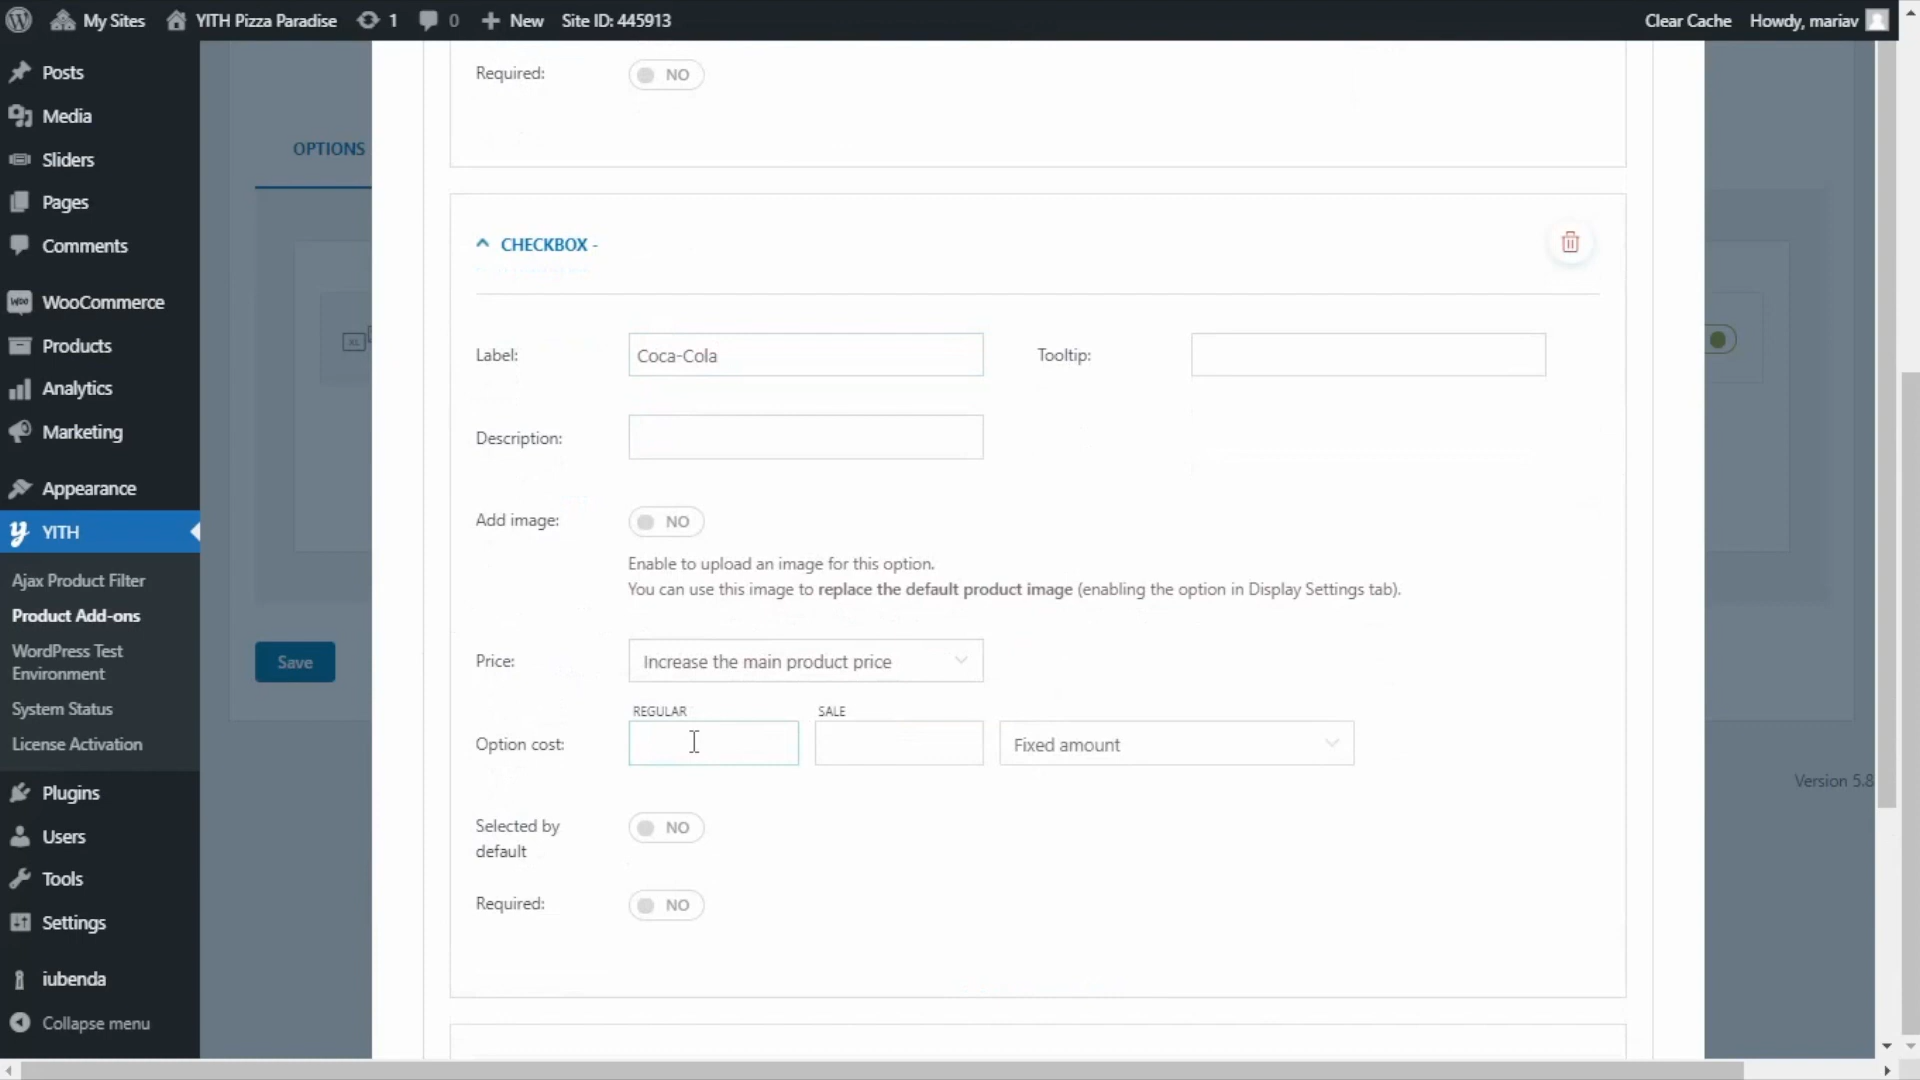 My Sites
YITH Pizza Paradise
1
0
New
Site ID: 445913
Clear Cache
Howdy, mariav
Posts
Media
Sliders
Pages
Comments
WooCommerce
Products
Analytics
Marketing
Appearance
YITH
Ajax Product Filter
Product Add-ons
WordPress Test
Environment
System Status
License Activation
Plugins
Users
Tools
Settings
iubenda
Collapse menu
OPTIONS
XL
Save
Required:
NO
CHECKBOX -
Label:
Coca-Cola
Tooltip:
Description:
Add image:
NO
Enable to upload an image for this option.
You can use this image to replace the default product image (enabling the option in Display Settings tab).
Price:
Increase the main product price
REGULAR
SALE
Option cost:
Fixed amount
Selected by
default
NO
Required:
NO
Version 5.8